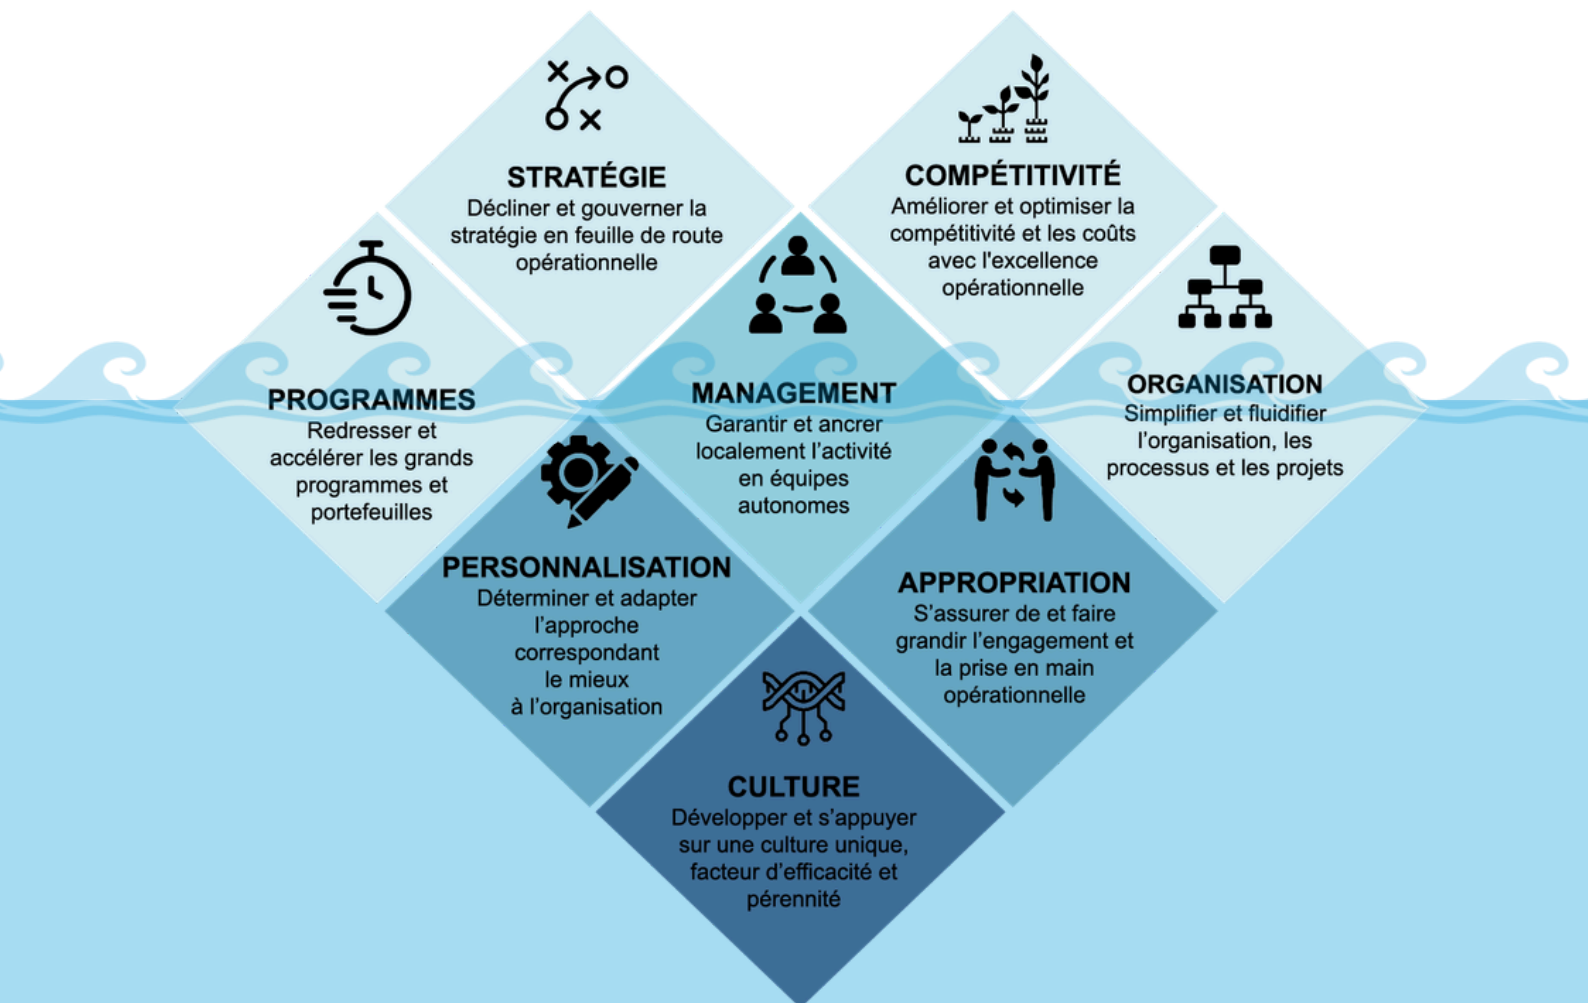 STRATÉGIE
Décliner et gouverner la
stratégie en feuille de route
opérationnelle
COMPÉTITIVITÉ
Améliorer et optimiser la
compétitivité et les coûts
avec l'excellence
opérationnelle
PROGRAMMES
Redresser et
accélérer les grands
programmes et
portefeuilles
MANAGEMENT
Garantir et ancrer
localement l’activité
en équipes
autonomes
ORGANISATION
Simplifier et fluidifier
l’organisation, les
processus et les projets
PERSONNALISATION
Déterminer et adapter
l’approche
correspondant
le mieux
à l’organisation
APPROPRIATION
S’assurer de et faire
grandir l’engagement et
la prise en main
opérationnelle
CULTURE
Développer et s’appuyer
sur une culture unique,
facteur d’efficacité et
pérennité